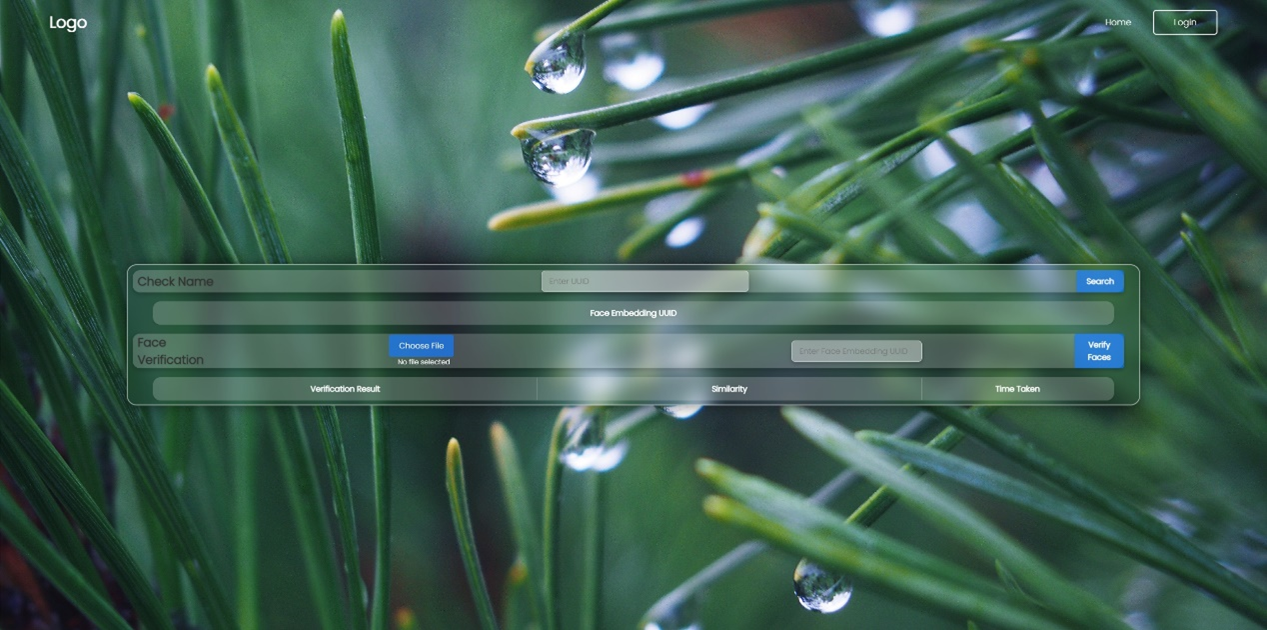 Logo
Home
Login
Check Name
Enter UUID
Search
Face Embedding UUID
Face
Verification
Choose File
No file selected
Enter Face Embedding UUID
Verify
Faces
Verification Result
Similarity
Time Taken